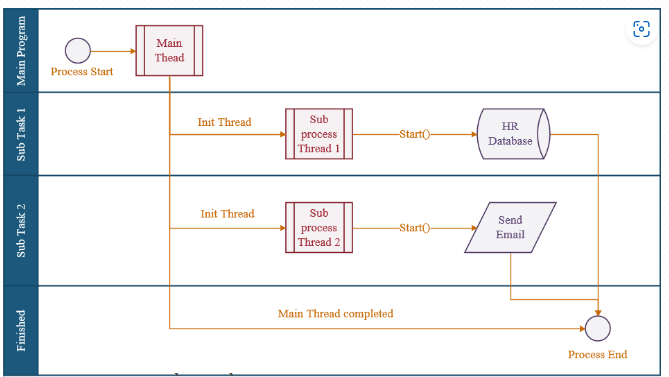 Main Program
Process Start
Main
Thead
Sub Task 1
Init Thread
Sub
process
Thread 1
Start()
HR
Database
Sub Task 2
Init Thread
Sub
process
Thread 2
Start()
Send
Email
Finished
Main Thread completed
Process End